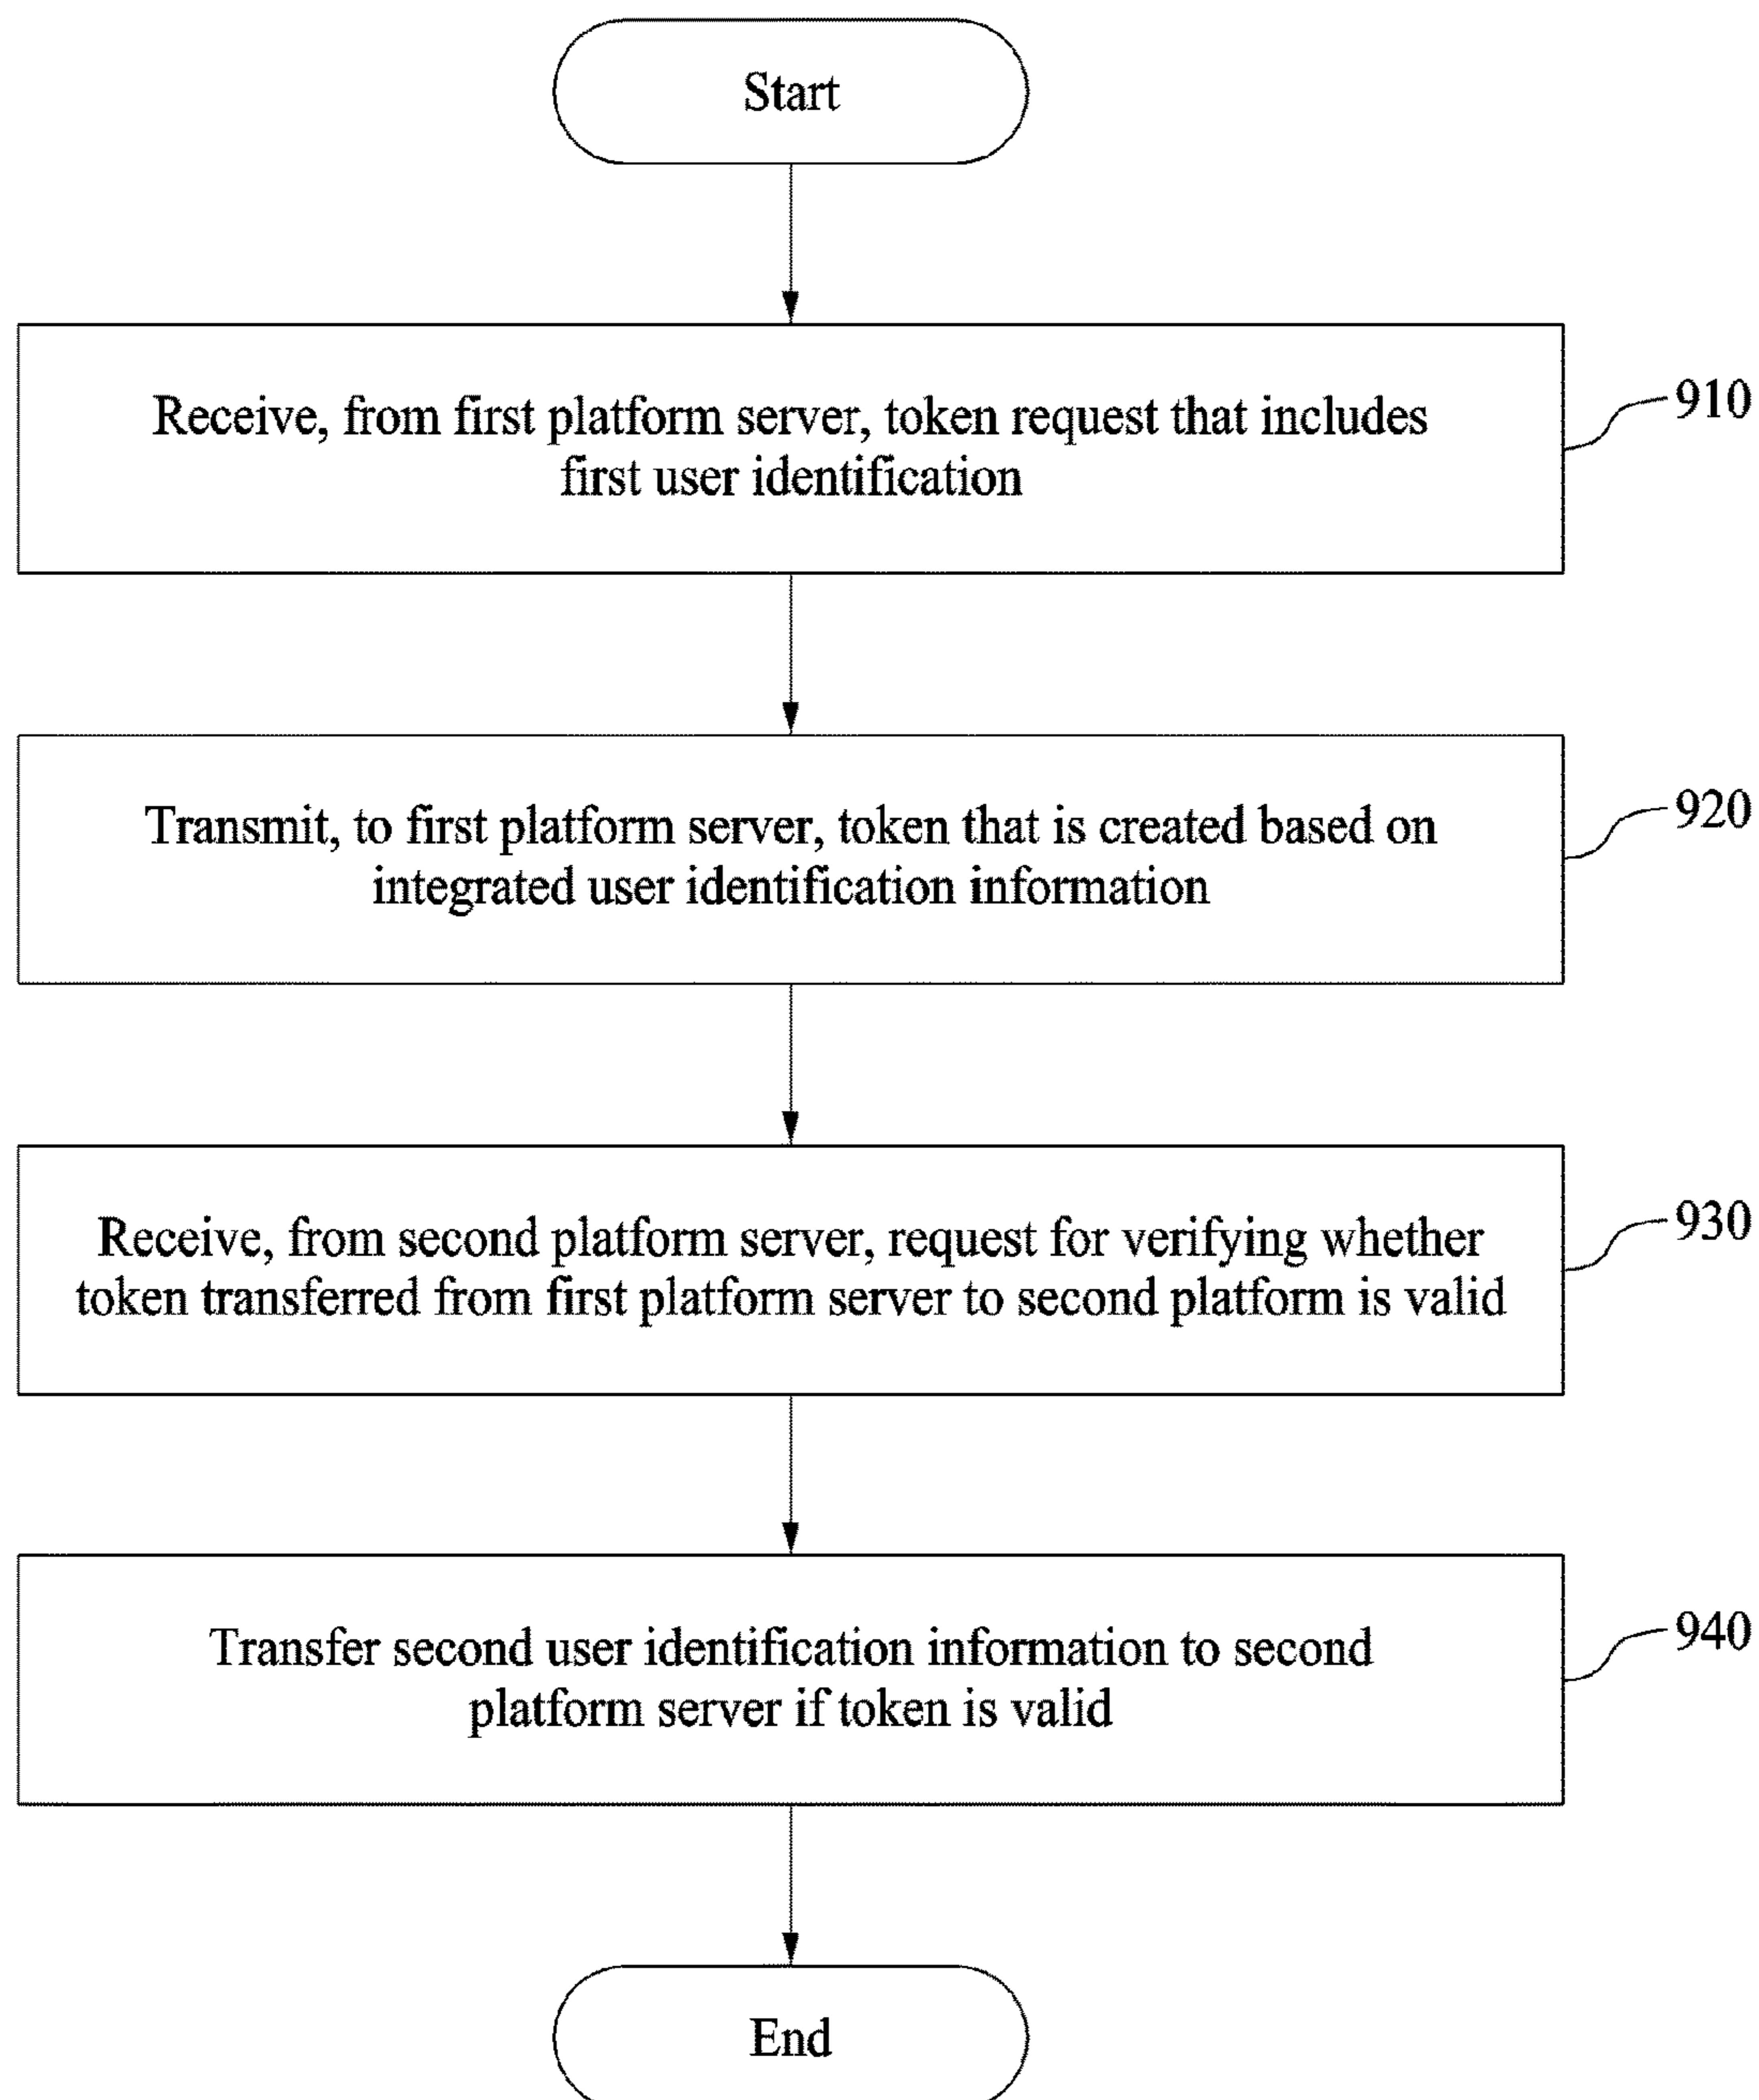 Start
Receive, from first platform server, token request that includes
first user identification
910
Transmit, to first platform server, token that is created based on
integrated user identification information
920
Receive, from second platform server, request for verifying whether
token transferred from first platform server to second platform is valid
930
Transfer second user identification information to second
platform server if token is valid
940
End